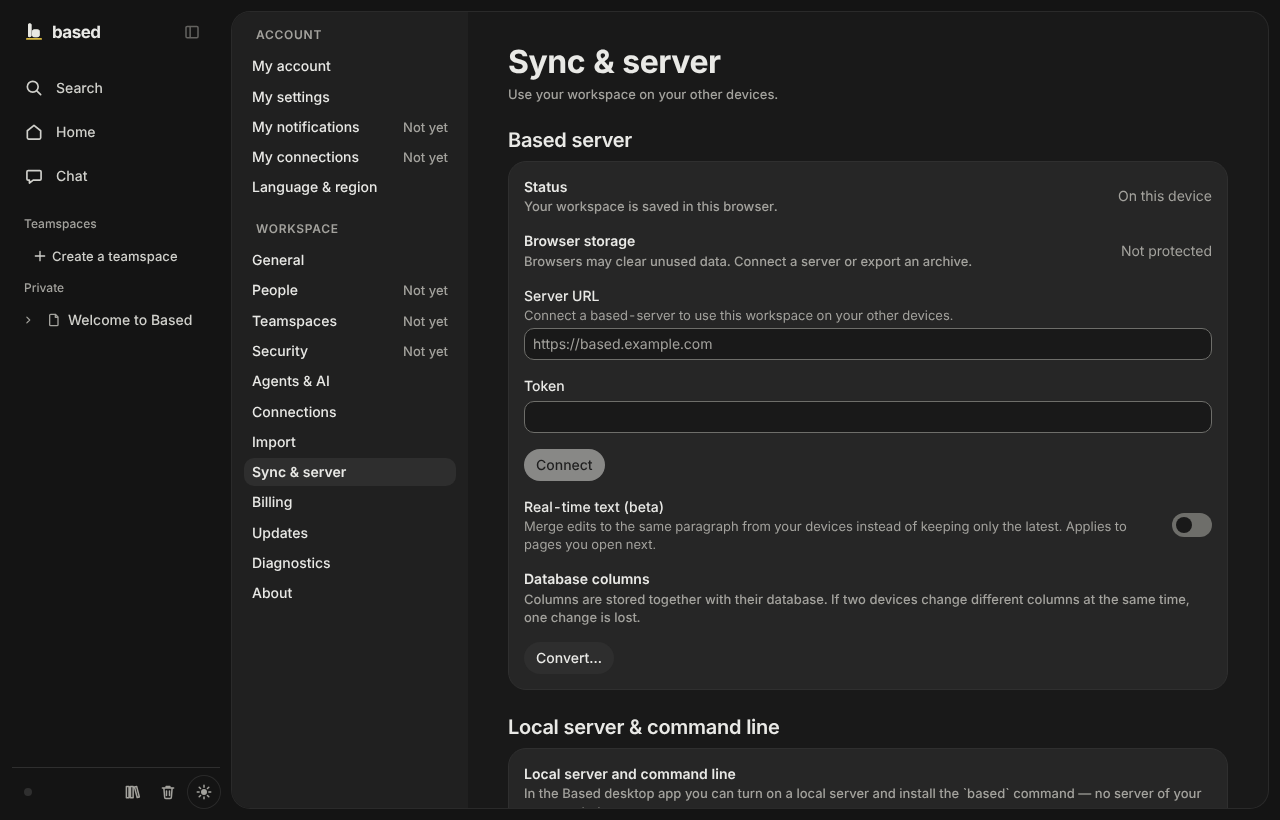 based
Search
Home
Chat
Teamspaces
Create a teamspace
Private
Welcome to Based
ACCOUNT
My account
My settings
My notifications Not yet
My connections Not yet
Language & region
WORKSPACE
General
People Not yet
Teamspaces Not yet
Security Not yet
Agents & AI
Connections
Import
Sync & server
Billing
Updates
Diagnostics
About
Sync & server
Use your workspace on your other devices.
Based server
Status
Your workspace is saved in this browser.
On this device
Browser storage
Browsers may clear unused data. Connect a server or export an archive.
Not protected
Server URL
Connect a based-server to use this workspace on your other devices.
https://based.example.com
Token
Connect
Real-time text (beta)
Merge edits to the same paragraph from your devices instead of keeping only the latest. Applies to
pages you open next.
Database columns
Columns are stored together with their database. If two devices change different columns at the same time,
one change is lost.
Convert...
Local server & command line
Local server and command line
In the Based desktop app you can turn on a local server and install the `based` command — no server of your